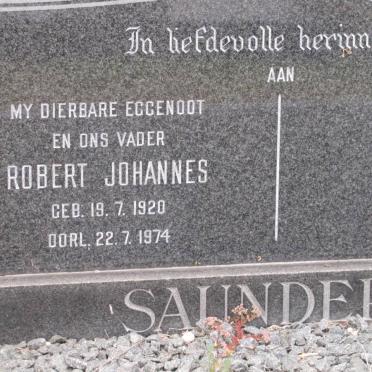 In liefdevolle herinn
AAN
MY DIERBARE EGGENOOT
EN ONS VADER
ROBERT JOHANNES
GEB. 19. 7. 1920
OORL. 22. 7. 1974
SAUNDE